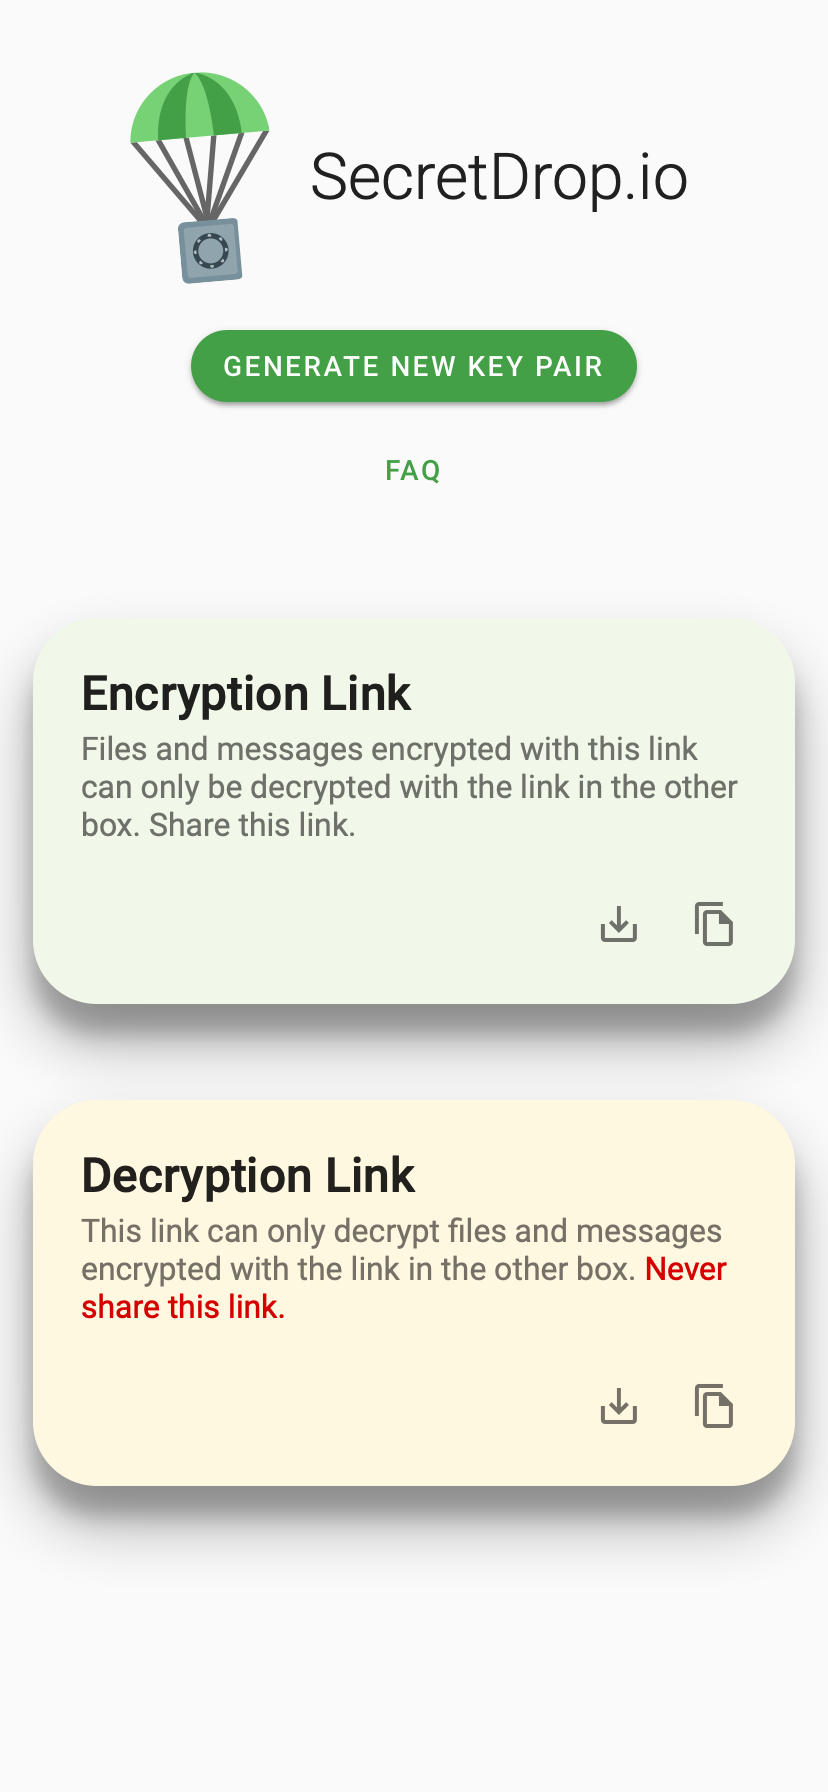 SecretDrop.io
GENERATE NEW KEY PAIR
FAQ
Encryption Link
Files and messages encrypted with this link
can only be decrypted with the link in the other
box. Share this link.
Decryption Link
This link can only decrypt files and messages
encrypted with the link in the other box. Never
share this link.